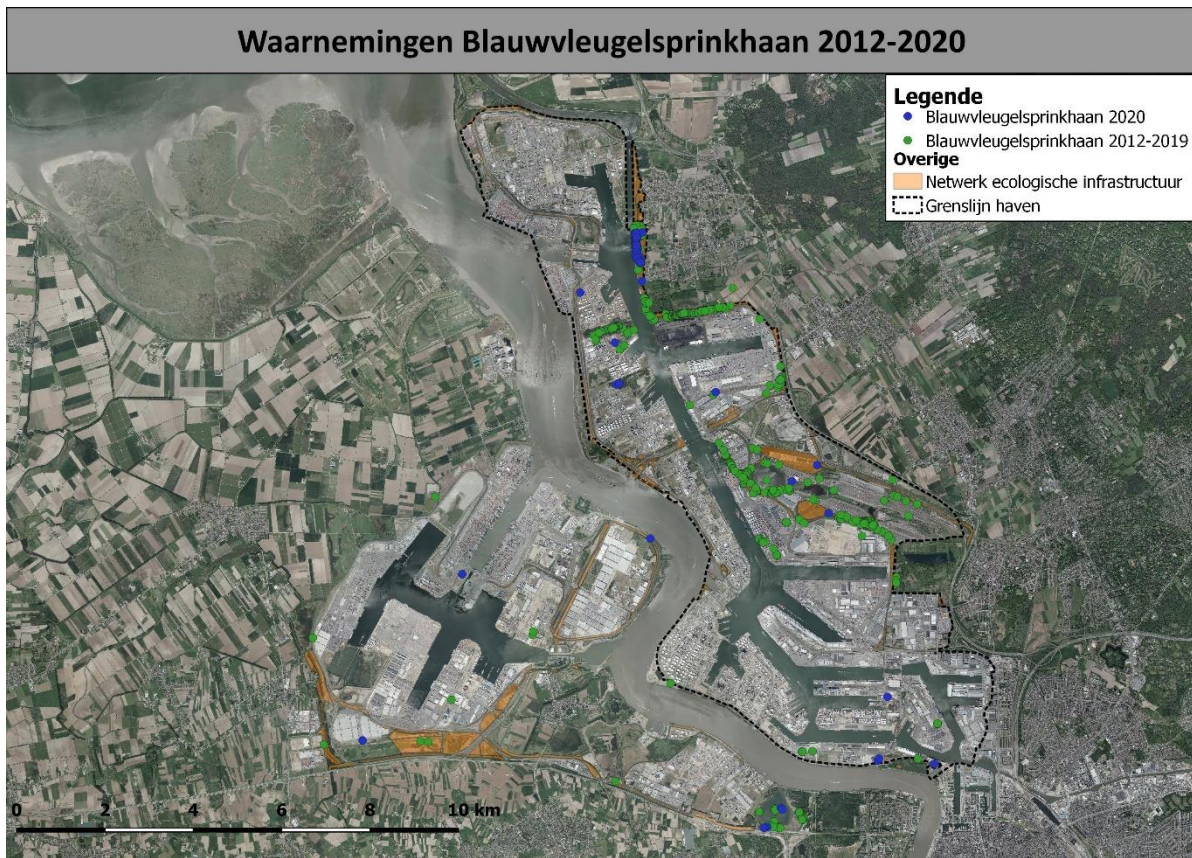 Waarnemingen Blauwvleugelsprinkhaan 2012-2020
Legende
Blauwvleugelsprinkhaan 2020
Blauwvleugelsprinkhaan 2012-2019
Overige
Netwerk ecologische infrastructuur
Grenslijn haven
0 2 4 6 8 10 km